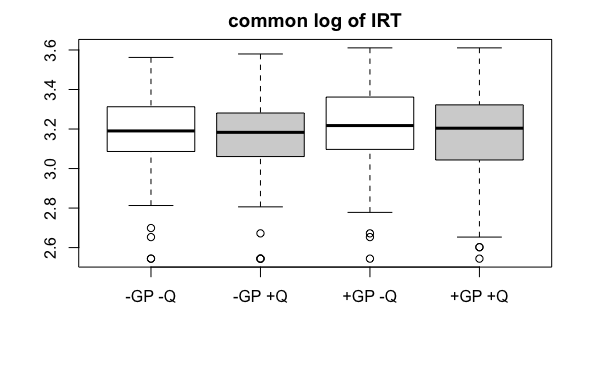 common log of IRT
3.6
3.4
3.2
3.0
2.8
2.6
-GP -Q
-GP +Q
+GP -Q
+GP +Q